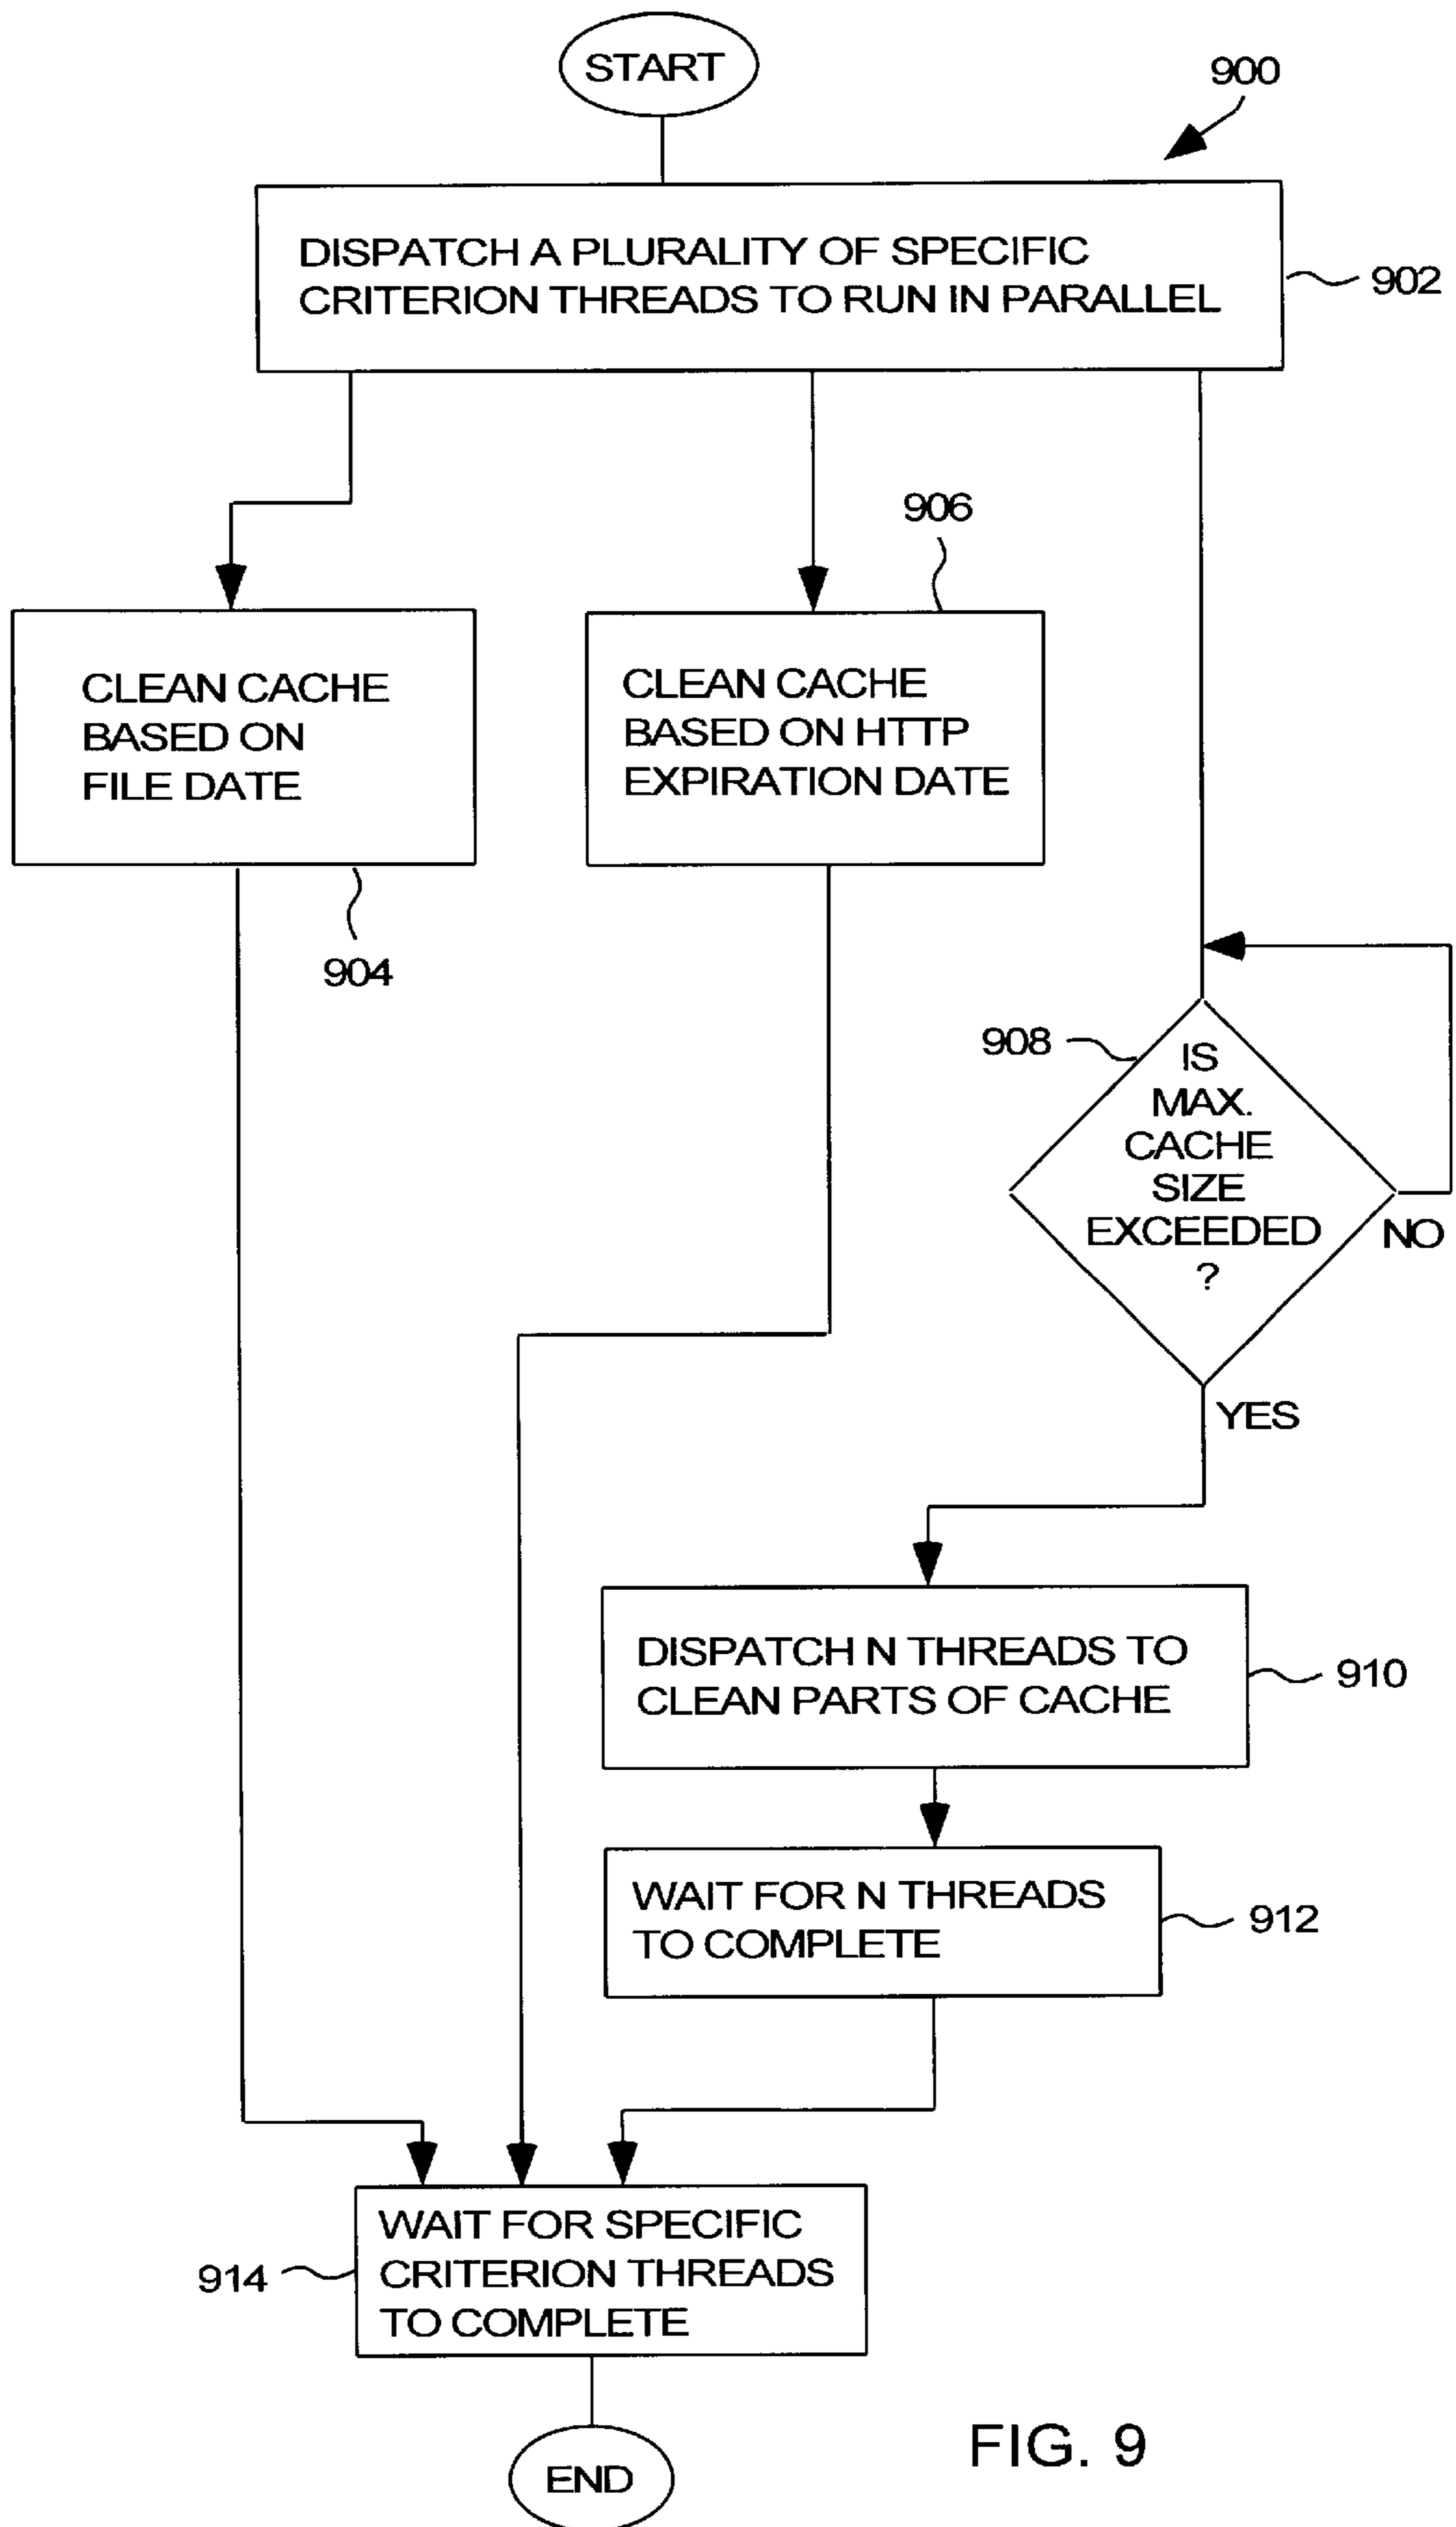 START
900
DISPATCH A PLURALITY OF SPECIFIC
CRITERION THREADS TO RUN IN PARALLEL
902
906
CLEAN CACHE
BASED ON
FILE DATE
904
CLEAN CACHE
BASED ON HTTP
EXPIRATION DATE
908
IS
MAX.
CACHE
SIZE
EXCEEDED
?
NO
YES
DISPATCH N THREADS TO
CLEAN PARTS OF CACHE
910
WAIT FOR N THREADS
TO COMPLETE
912
WAIT FOR SPECIFIC
CRITERION THREADS
TO COMPLETE
914
END
FIG. 9